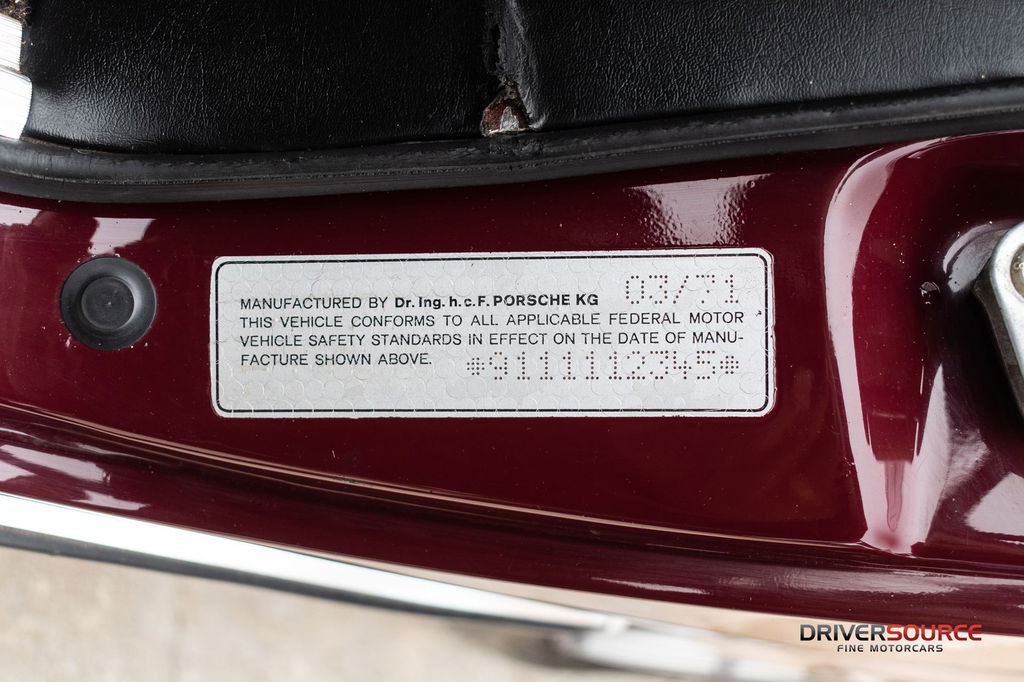 MANUFACTURED BY Dr. Ing. h. c. F. PORSCHE KG 03/71
THIS VEHICLE CONFORMS TO ALL APPLICABLE FEDERAL MOTOR
VEHICLE SAFETY STANDARDS IN EFFECT ON THE DATE OF MANU-
FACTURE SHOWN ABOVE. *9111112345*
DRIVERSOURCE
FINE MOTORCARS